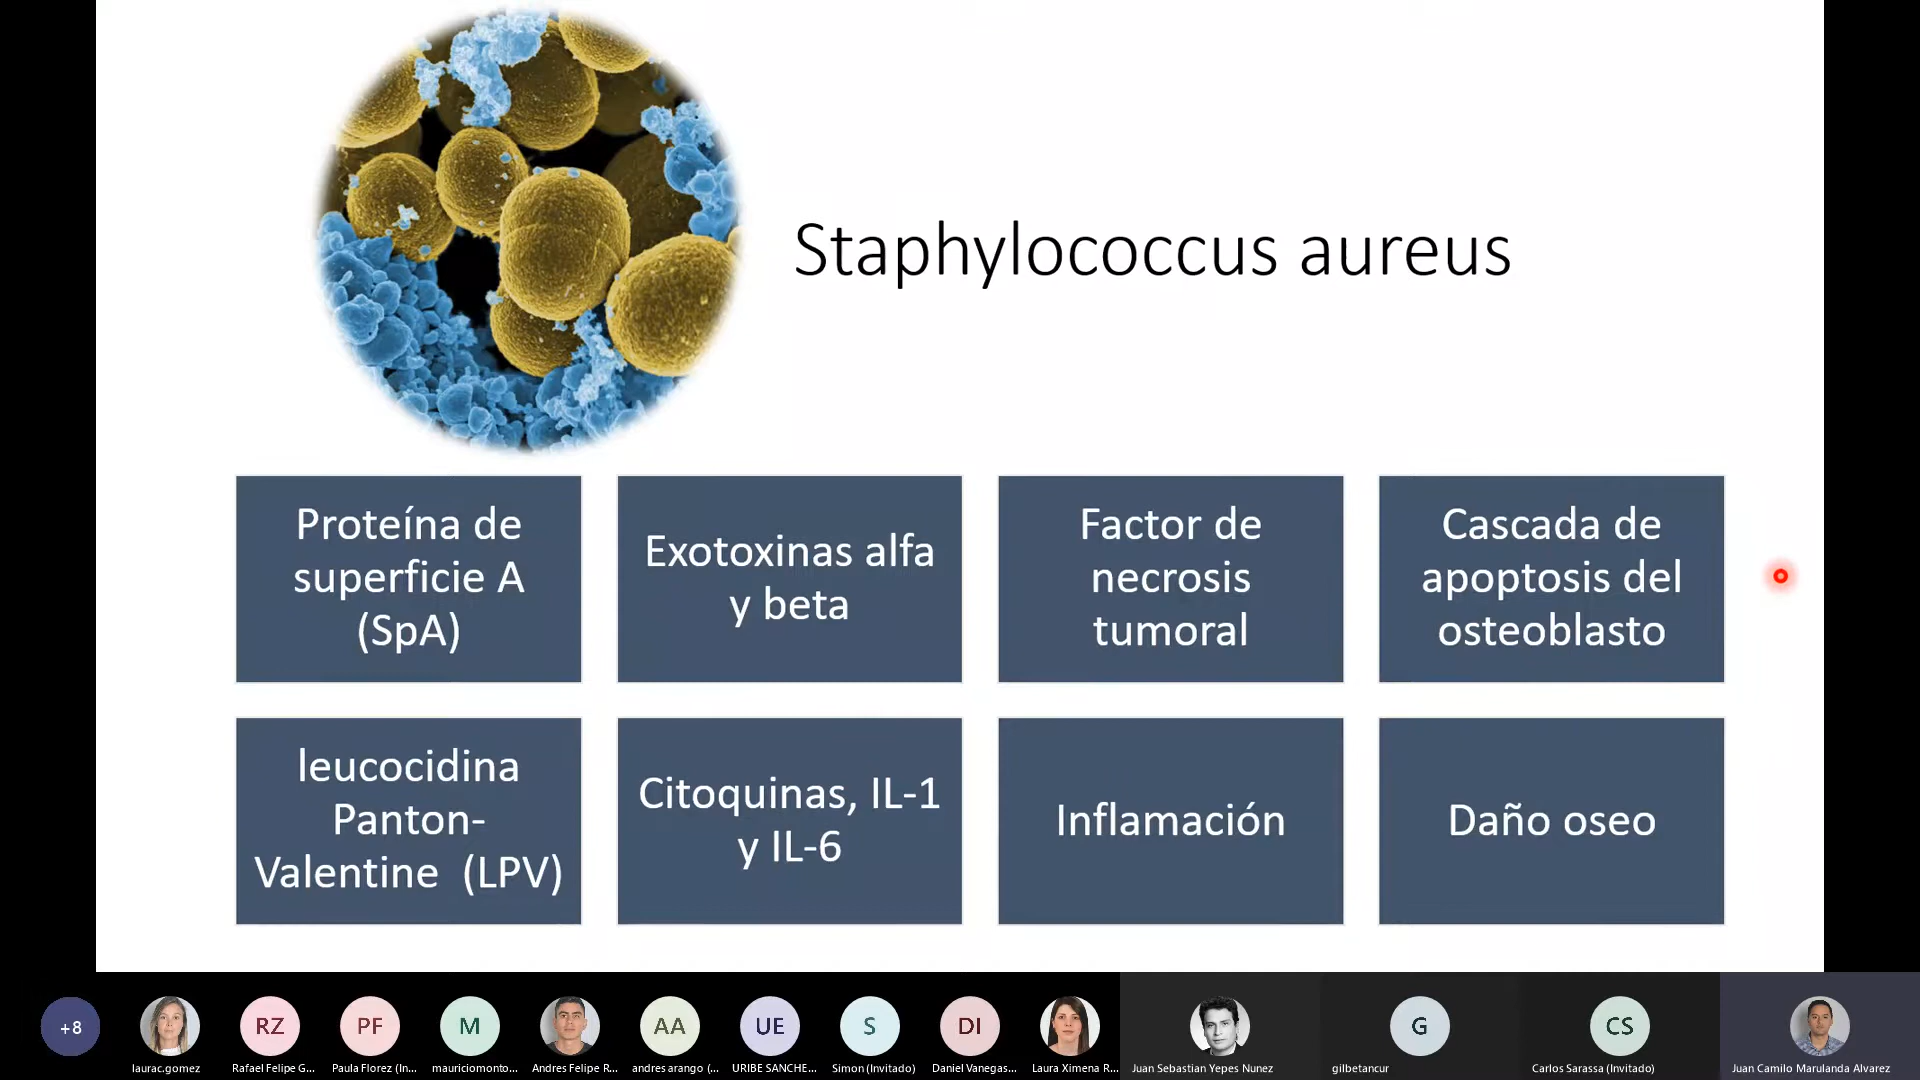 Staphylococcus aureus
Proteína de
superficie A
(SpA)
Exotoxinas alfa
y beta
Factor de
necrosis
tumoral
Cascada de
apoptosis del
osteoblasto
leucocidina
Panton-
Valentine (LPV)
Citoquinas, IL-1
y IL-6
Inflamación
Daño oseo
+8
RZ
PF
M
AA
UE
S
DI
G
CS
laurac.gomez
Rafael Felipe G...
Paula Florez (In...
mauriciomonto...
Andres Felipe R...
andres arango (...
URIBE SANCHE...
Simon (Invitado)
Daniel Vanegas...
Laura Ximena R...
Juan Sebastian Yepes Nunez
gilbetancur
Carlos Sarassa (Invitado)
Juan Camilo Marulanda Alvarez